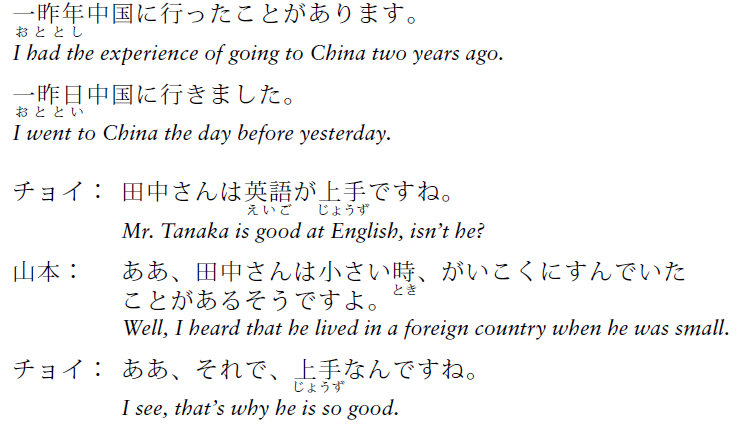 一昨年中国に行ったことがあります。
おととし
I had the experience of going to China two years ago.
一昨日中国に行きました。
おととい
I went to China the day before yesterday.
チョイ： 田中さんは英語が上手ですね。
えいご じょうず
Mr. Tanaka is good at English, isn't he?
山本： ああ、田中さんは小さい時、がいこくにすんでいた
とき
ことがあるそうですよ。
Well, I heard that he lived in a foreign country when he was small.
チョイ： ああ、それで、上手なんですね。
じょうず
I see, that's why he is so good.